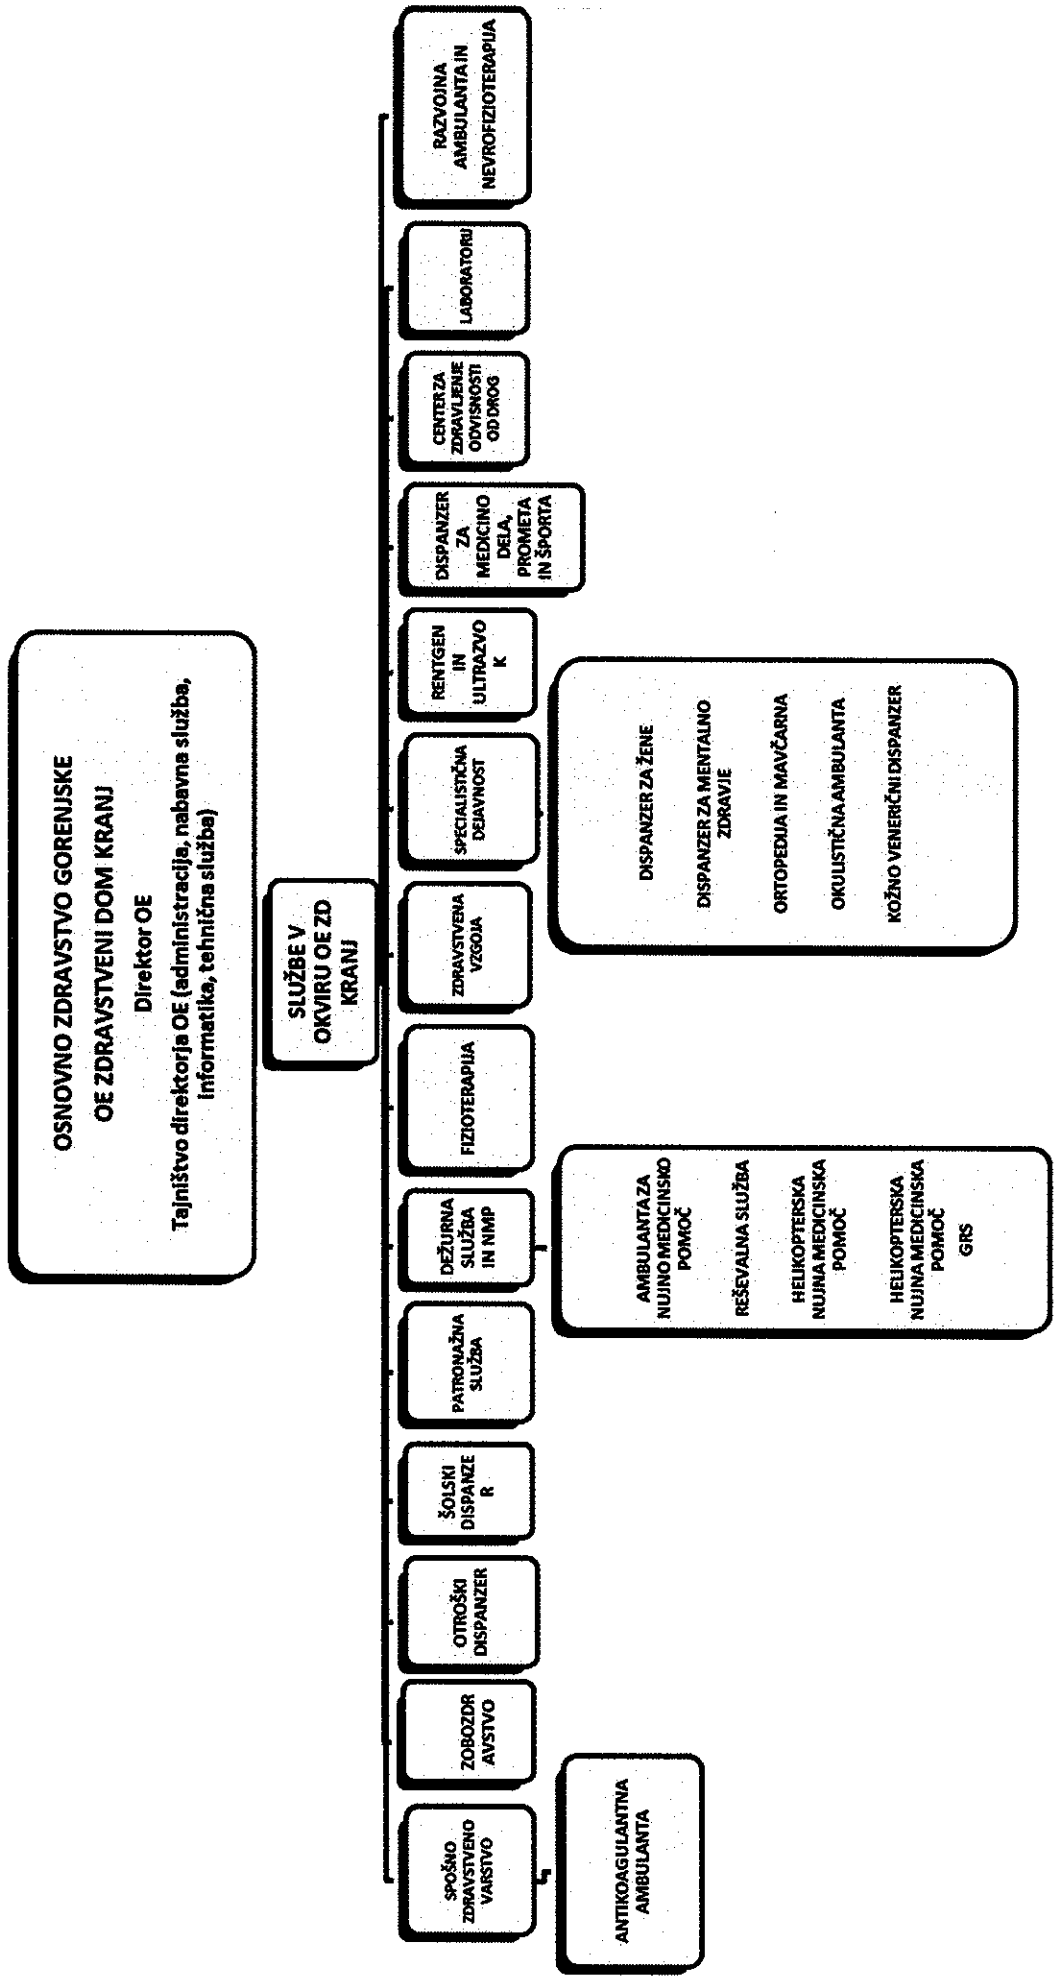 OSNOVNO ZDRAVSTVO GORENJSKE
OE ZDRAVSTVENI DOM KRANJ
Direktor OE
Tajništvo direktorja OE (administracija, nabavna služba,
informatika, tehnična služba)
SLUŽBE V
OKVIRU OE ZD
KRANJ
SPOŠNO
ZDRAVSTVENO
VARSTVO
ZOBOZDR
AVSTVO
OTROŠKI
DISPANZER
ŠOLSKI
DISPANZE
R
PATRONAŽNA
SLUŽBA
DEŽURNA
SLUŽBA
IN NMP
FIZIOTERAPIJA
ZDRAVSTVENA
VZGOJA
SPECIALISTIČNA
DEJAVNOST
RENTGEN
IN
ULTRAZVO
K
DISPANZER
ZA
MEDICINO
DELA,
PROMETA
IN ŠPORTA
CENTER ZA
ZDRAVLJENJE
ODVISNOSTI
OD DROG
LABORATORIJ
RAZVOJNA
AMBULANTA IN
NEVROFIZIOTERAPIJA
ANTIKOAGULANTNA
AMBULANTA
AMBULANTA ZA
NUJNO MEDICINSKO
POMOČ
REŠEVALNA SLUŽBA
HELIKOPTERSKA
NUJNA MEDICINSKA
POMOČ
HELIKOPTERSKA
NUJNA MEDICINSKA
POMOČ
GRS
DISPANZER ZA ŽENE
DISPANZER ZA MENTALNO
ZDRAVJE
ORTOPEDIJA IN MAVČARNA
OKULISTIČNA AMBULANTA
KOŽNO VENERIČNI DISPANZER